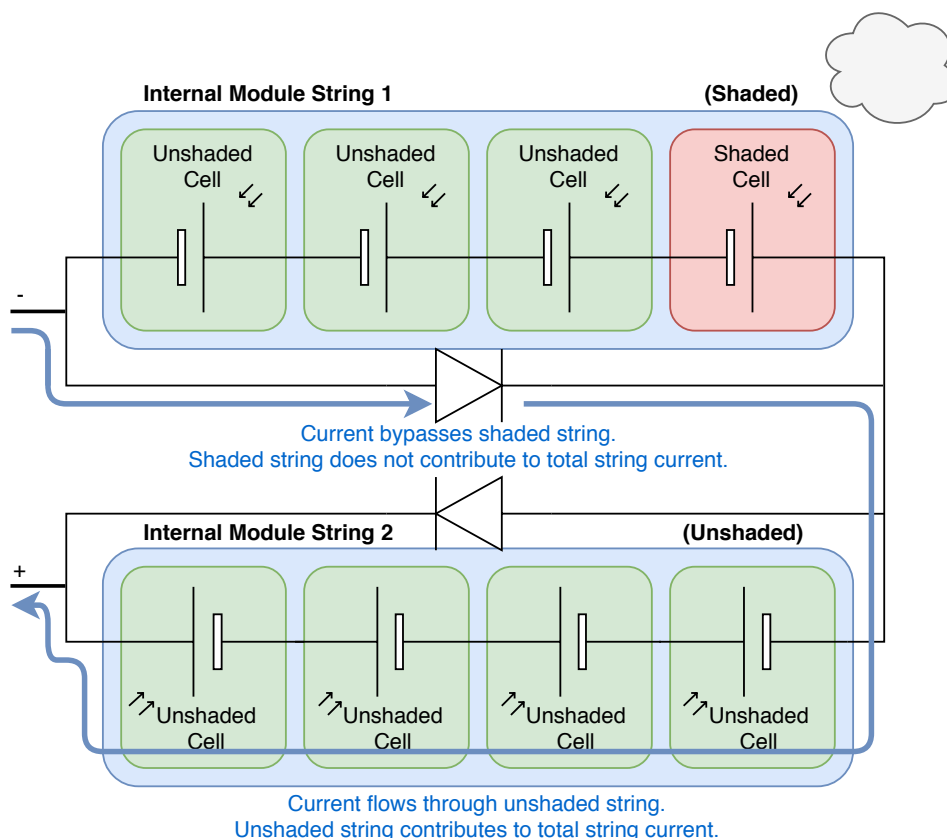 Internal Module String 1 (Shaded)
Unshaded
Cell
Unshaded
Cell
Unshaded
Cell
Shaded
Cell
-
Current bypasses shaded string.
Shaded string does not contribute to total string current.
Internal Module String 2 (Unshaded)
+
Unshaded
Cell
Unshaded
Cell
Unshaded
Cell
Unshaded
Cell
Current flows through unshaded string.
Unshaded string contributes to total string current.